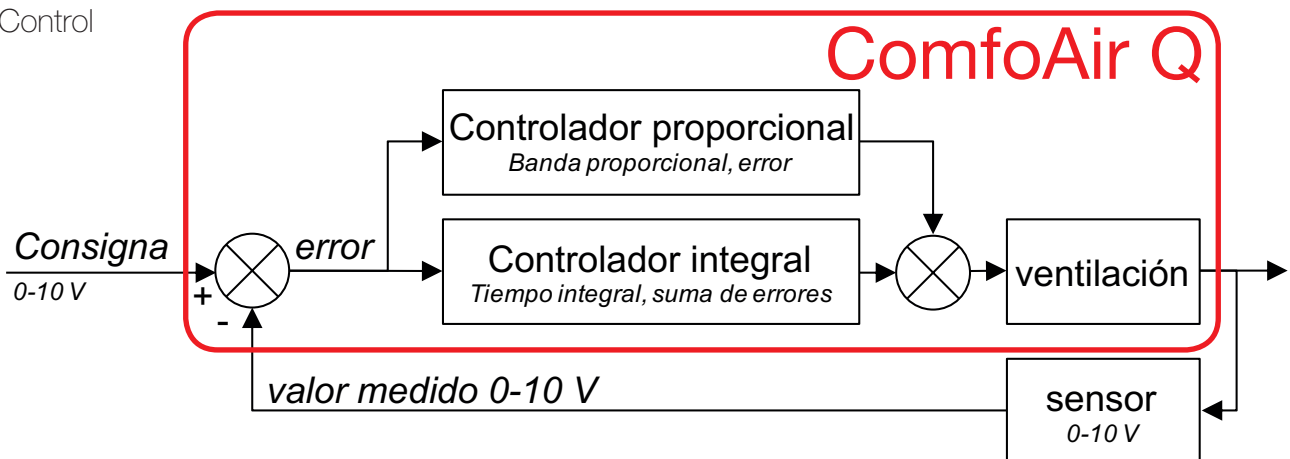 Control
ComfoAir Q
Controlador proporcional
Banda proporcional, error
Consigna
0-10 V
+
-
error
Controlador integral
Tiempo integral, suma de errores
ventilación
valor medido 0-10 V
sensor
0-10 V